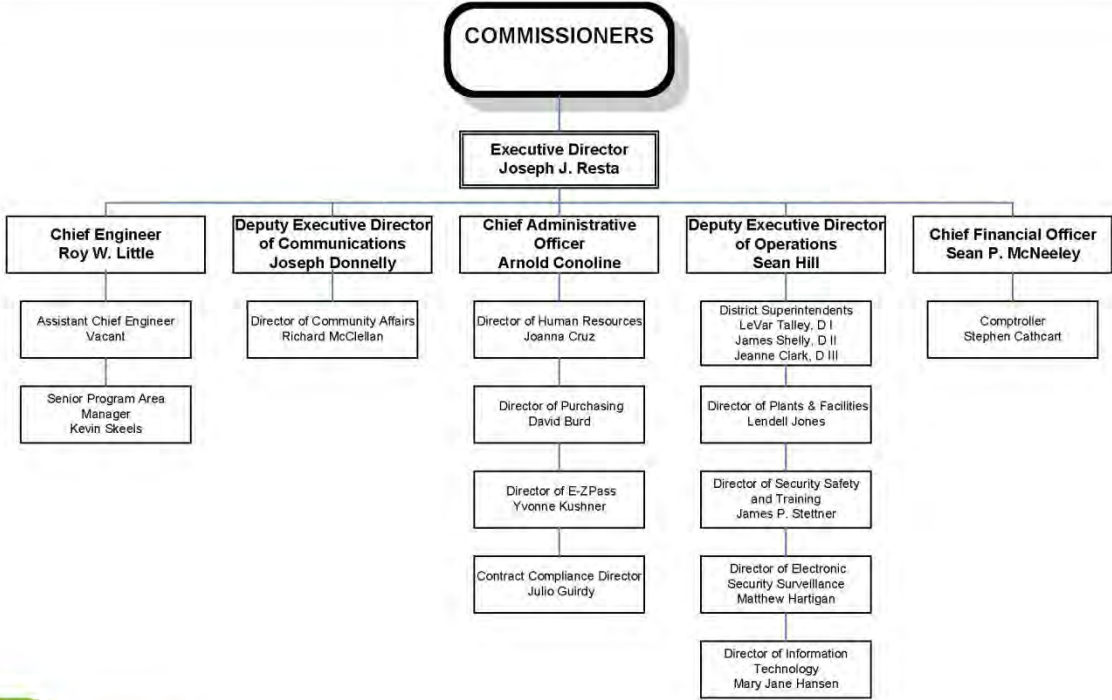 COMMISSIONERS
Executive Director
Joseph J. Resta
Chief Engineer
Roy W. Little
Deputy Executive Director
of Communications
Joseph Donnelly
Chief Administrative
Officer
Arnold Conoline
Deputy Executive Director
of Operations
Sean Hill
Chief Financial Officer
Sean P. McNeeley
Assistant Chief Engineer
Vacant
Director of Community Affairs
Richard McClellan
Director of Human Resources
Joanna Cruz
District Superintendents
LeVar Talley, D I
James Shelly, D II
Jeanne Clark, D III
Comptroller
Stephen Cathcart
Senior Program Area
Manager
Kevin Skeels
Director of Purchasing
David Burd
Director of Plants & Facilities
Lendell Jones
Director of E-ZPass
Yvonne Kushner
Director of Security Safety
and Training
James P. Stettner
Contract Compliance Director
Julio Guirdy
Director of Electronic
Security Surveillance
Matthew Hartigan
Director of Information
Technology
Mary Jane Hansen